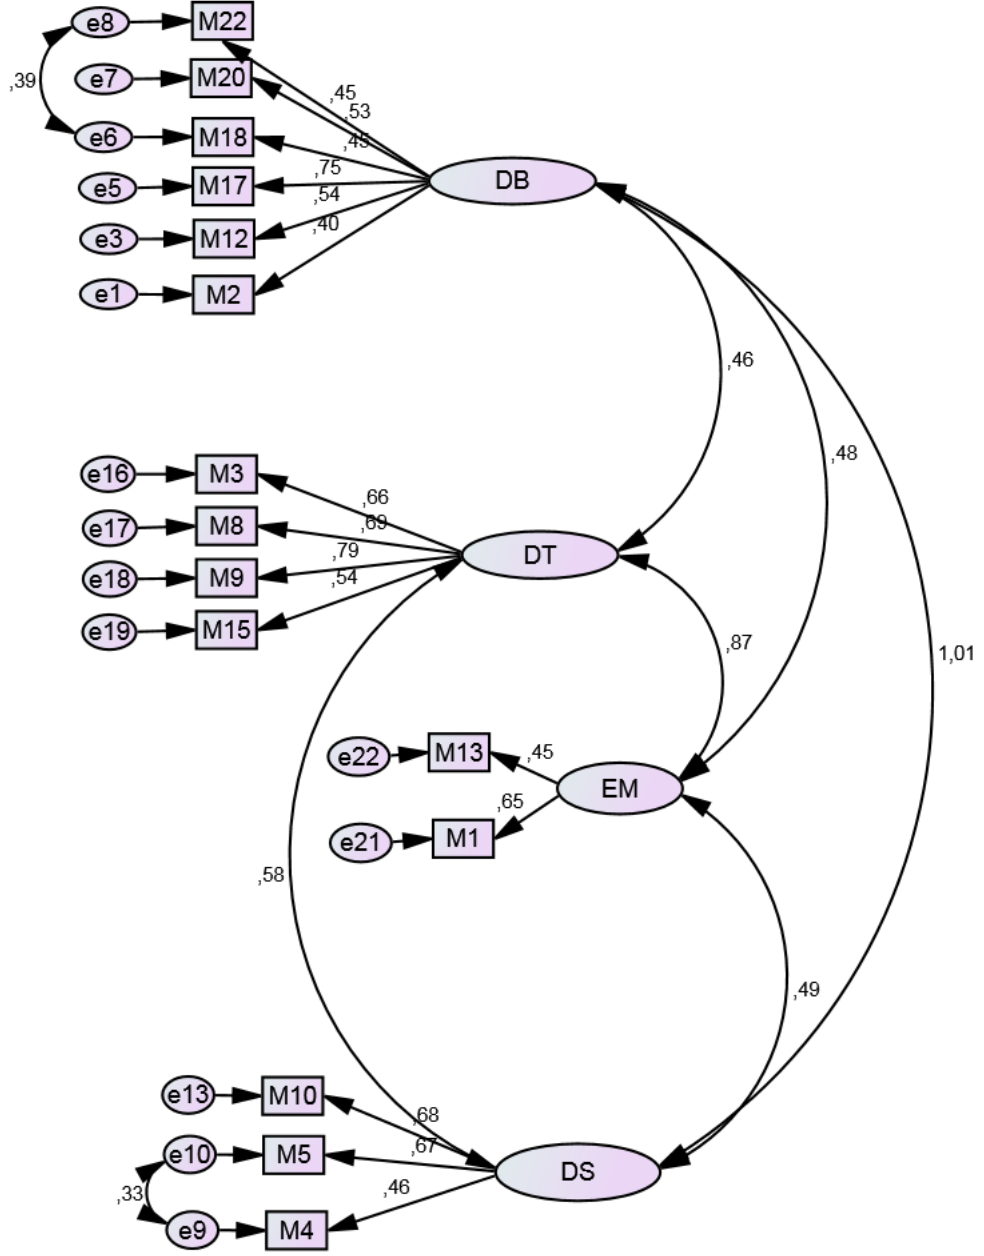 e8 M22
,39
e7 M20
,45
,53
e6 M18
,45
,75
DB
e5 M17
,54
e3 M12
,40
e1 M2
,46
,48
e16 M3
,66
e17 M8
,69
,79
DT
e18 M9
,54
e19 M15
,87
1,01
e22 M13
,45
EM
,65
e21 M1
,58
,49
e13 M10
,68
,67
e10 M5
DS
,33
,46
e9 M4